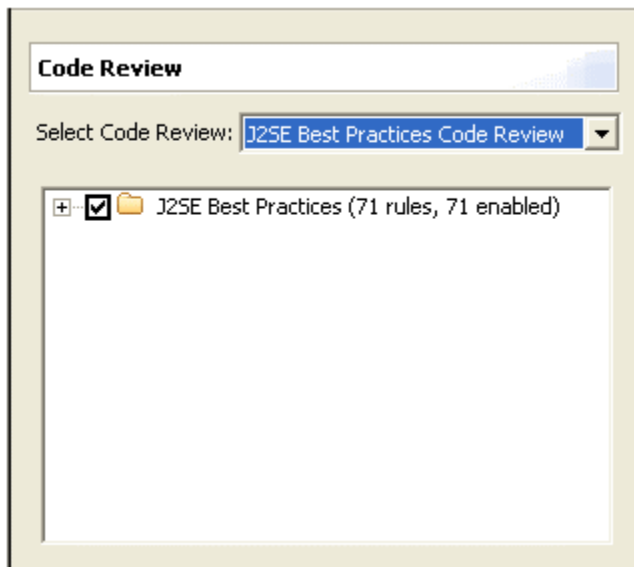 Code Review
Select Code Review: J2SE Best Practices Code Review
J2SE Best Practices (71 rules, 71 enabled)